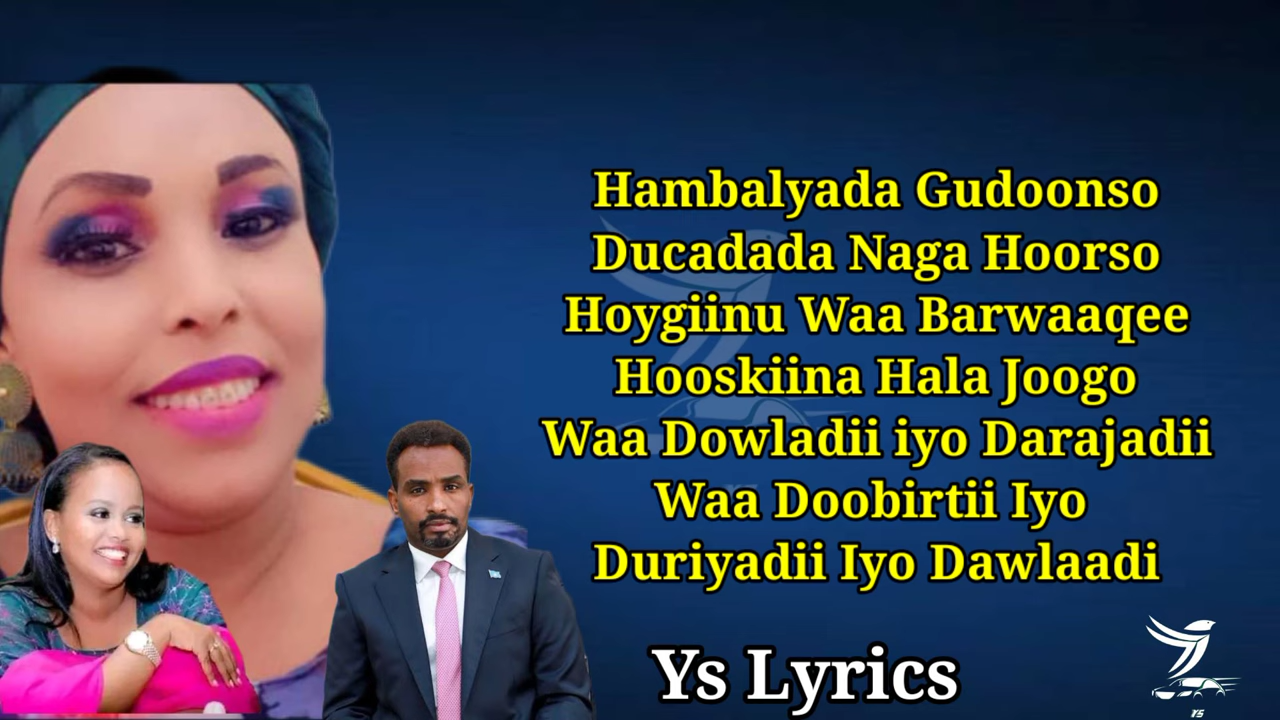 Hambalyada Gudoonso
Ducadada Naga Hoorso
Hoygiinu Waa Barwaaqee
Hooskiina Hala Joogo
Waa Dowladii iyo Darajadii
Waa Doobirtii Iyo
Duriyadii Iyo Dawlaadi
Ys Lyrics
YS